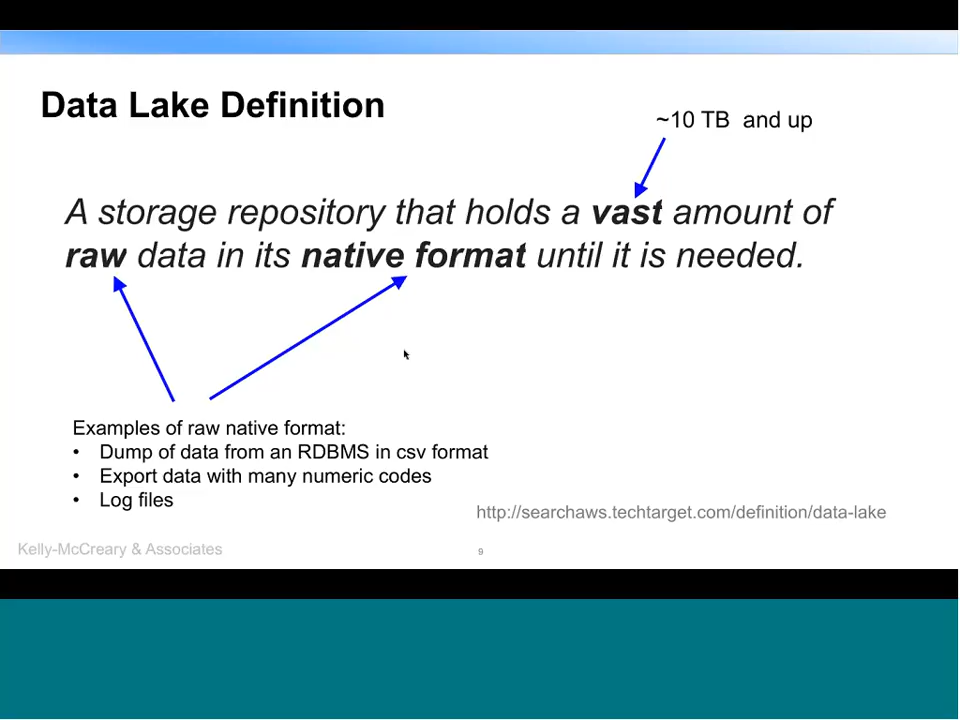 Data Lake Definition
~10 TB and up
A storage repository that holds a vast amount of
raw data in its native format until it is needed.
Examples of raw native format:
• Dump of data from an RDBMS in csv format
• Export data with many numeric codes
• Log files
http://searchaws.techtarget.com/definition/data-lake
Kelly-McCreary & Associates
9